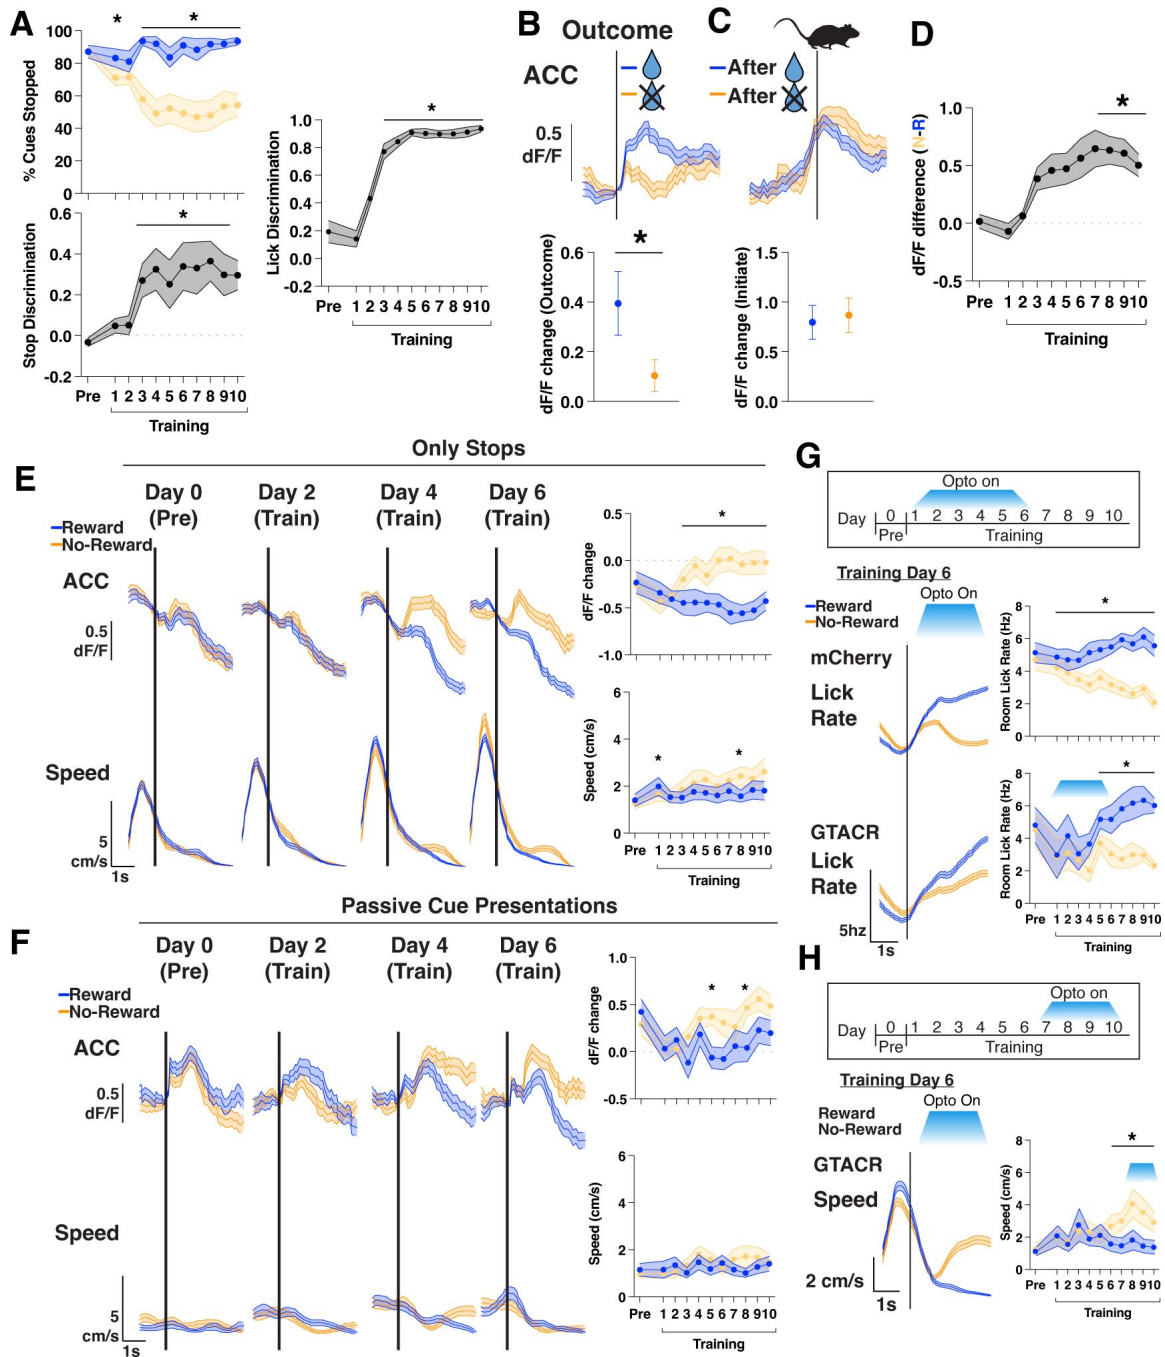 A
% Cues Stopped
100
80
60
40
20
0
*
*
Stop Discrimination
0.6
0.4
0.2
0.0
-0.2
*
Pre 1 2 3 4 5 6 7 8 9 10
Training
Lick Discrimination
1.0
0.8
0.6
0.4
0.2
0.0
-0.2
*
Pre 1 2 3 4 5 6 7 8 9 10
Training
B
Outcome
ACC
0.5
dF/F
dF/F change (Outcome)
0.6
0.4
0.2
0.0
*
C
After
After
dF/F change (Initiate)
1.5
1.0
0.5
0.0
D
dF/F difference (N-R)
1.0
0.5
0.0
-0.5
*
Pre 1 2 3 4 5 6 7 8 9 10
Training
Only Stops
E
Day 0
(Pre)
Day 2
(Train)
Day 4
(Train)
Day 6
(Train)
Reward
No-Reward
ACC
0.5
dF/F
Speed
5
cm/s
1s
dF/F change
0.5
0.0
-0.5
-1.0
*
Speed (cm/s)
6
4
2
0
*
*
Pre 1 2 3 4 5 6 7 8 9 10
Training
Passive Cue Presentations
F
Day 0
(Pre)
Day 2
(Train)
Day 4
(Train)
Day 6
(Train)
Reward
No-Reward
ACC
0.5
dF/F
Speed
5
cm/s
1s
dF/F change
1.0
0.5
0.0
-0.5
*
*
Speed (cm/s)
6
4
2
0
Pre 1 2 3 4 5 6 7 8 9 10
Training
G
Opto on
Day 0 1 2 3 4 5 6 7 8 9 10
Pre Training
Training Day 6
Reward
No-Reward
Opto On
mCherry
Lick
Rate
Room Lick Rate (Hz)
8
6
4
2
0
*
GTACR
Lick
Rate
5hz
1s
Room Lick Rate (Hz)
8
6
4
2
0
*
Pre 1 2 3 4 5 6 7 8 9 10
Training
H
Opto on
Day 0 1 2 3 4 5 6 7 8 9 10
Pre Training
Training Day 6
Reward
No-Reward
Opto On
GTACR
Speed
2 cm/s
1s
Speed (cm/s)
8
6
4
2
0
*
Pre 1 2 3 4 5 6 7 8 9 10
Training